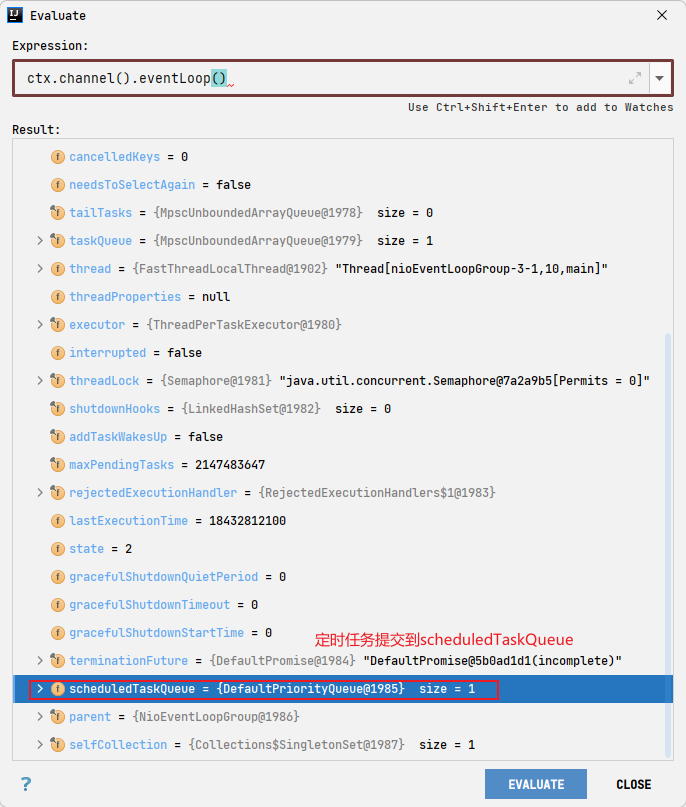 Evaluate
Expression:
ctx.channel().eventLoop()
Use Ctrl+Shift+Enter to add to Watches
Result:
cancelledKeys = 0
needsToSelectAgain = false
tailTasks = {MpscUnboundedArrayQueue@1978} size = 0
taskQueue = {MpscUnboundedArrayQueue@1979} size = 1
thread = {FastThreadLocalThread@1902} "Thread[nioEventLoopGroup-3-1,10,main]"
threadProperties = null
executor = {ThreadPerTaskExecutor@1980}
interrupted = false
threadLock = {Semaphore@1981} "java.util.concurrent.Semaphore@7a2a9b5[Permits = 0]"
shutdownHooks = {LinkedHashSet@1982} size = 0
addTaskWakesUp = false
maxPendingTasks = 2147483647
rejectedExecutionHandler = {RejectedExecutionHandlers$1@1983}
lastExecutionTime = 18432812100
state = 2
gracefulShutdownQuietPeriod = 0
gracefulShutdownTimeout = 0
gracefulShutdownStartTime = 0
定时任务提交到scheduledTaskQueue
terminationFuture = {DefaultPromise@1984} "DefaultPromise@5b0ad1d1(incomplete)"
scheduledTaskQueue = {DefaultPriorityQueue@1985} size = 1
parent = {NioEventLoopGroup@1986}
selfCollection = {Collections$SingletonSet@1987} size = 1
?
EVALUATE
CLOSE